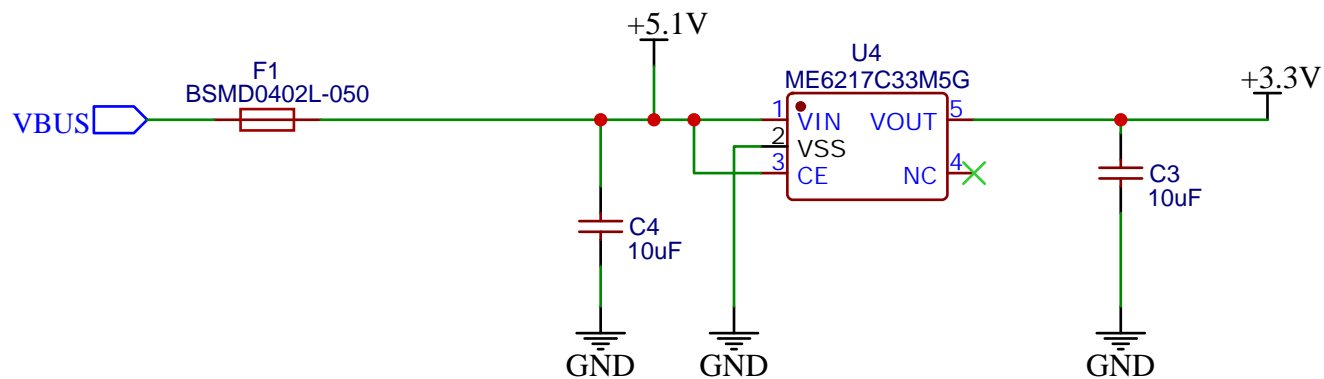 +5.1V
U4
ME6217C33M5G
F1
BSMD0402L-050
+3.3V
VBUS
1
VIN
VOUT
5
2
VSS
3
CE
NC
4
C3
10uF
C4
10uF
GND
GND
GND